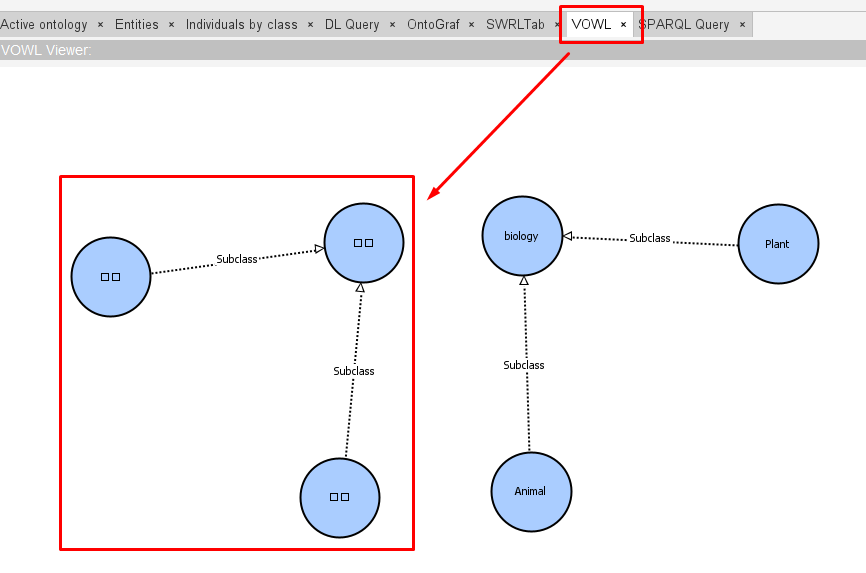 Active ontology × Entities × Individuals by class × DL Query × OntoGraf × SWRLTab × VOWL × SPARQL Query ×
VOWL Viewer:
biology
Plant
Subclass
Subclass
Subclass
Subclass
Animal